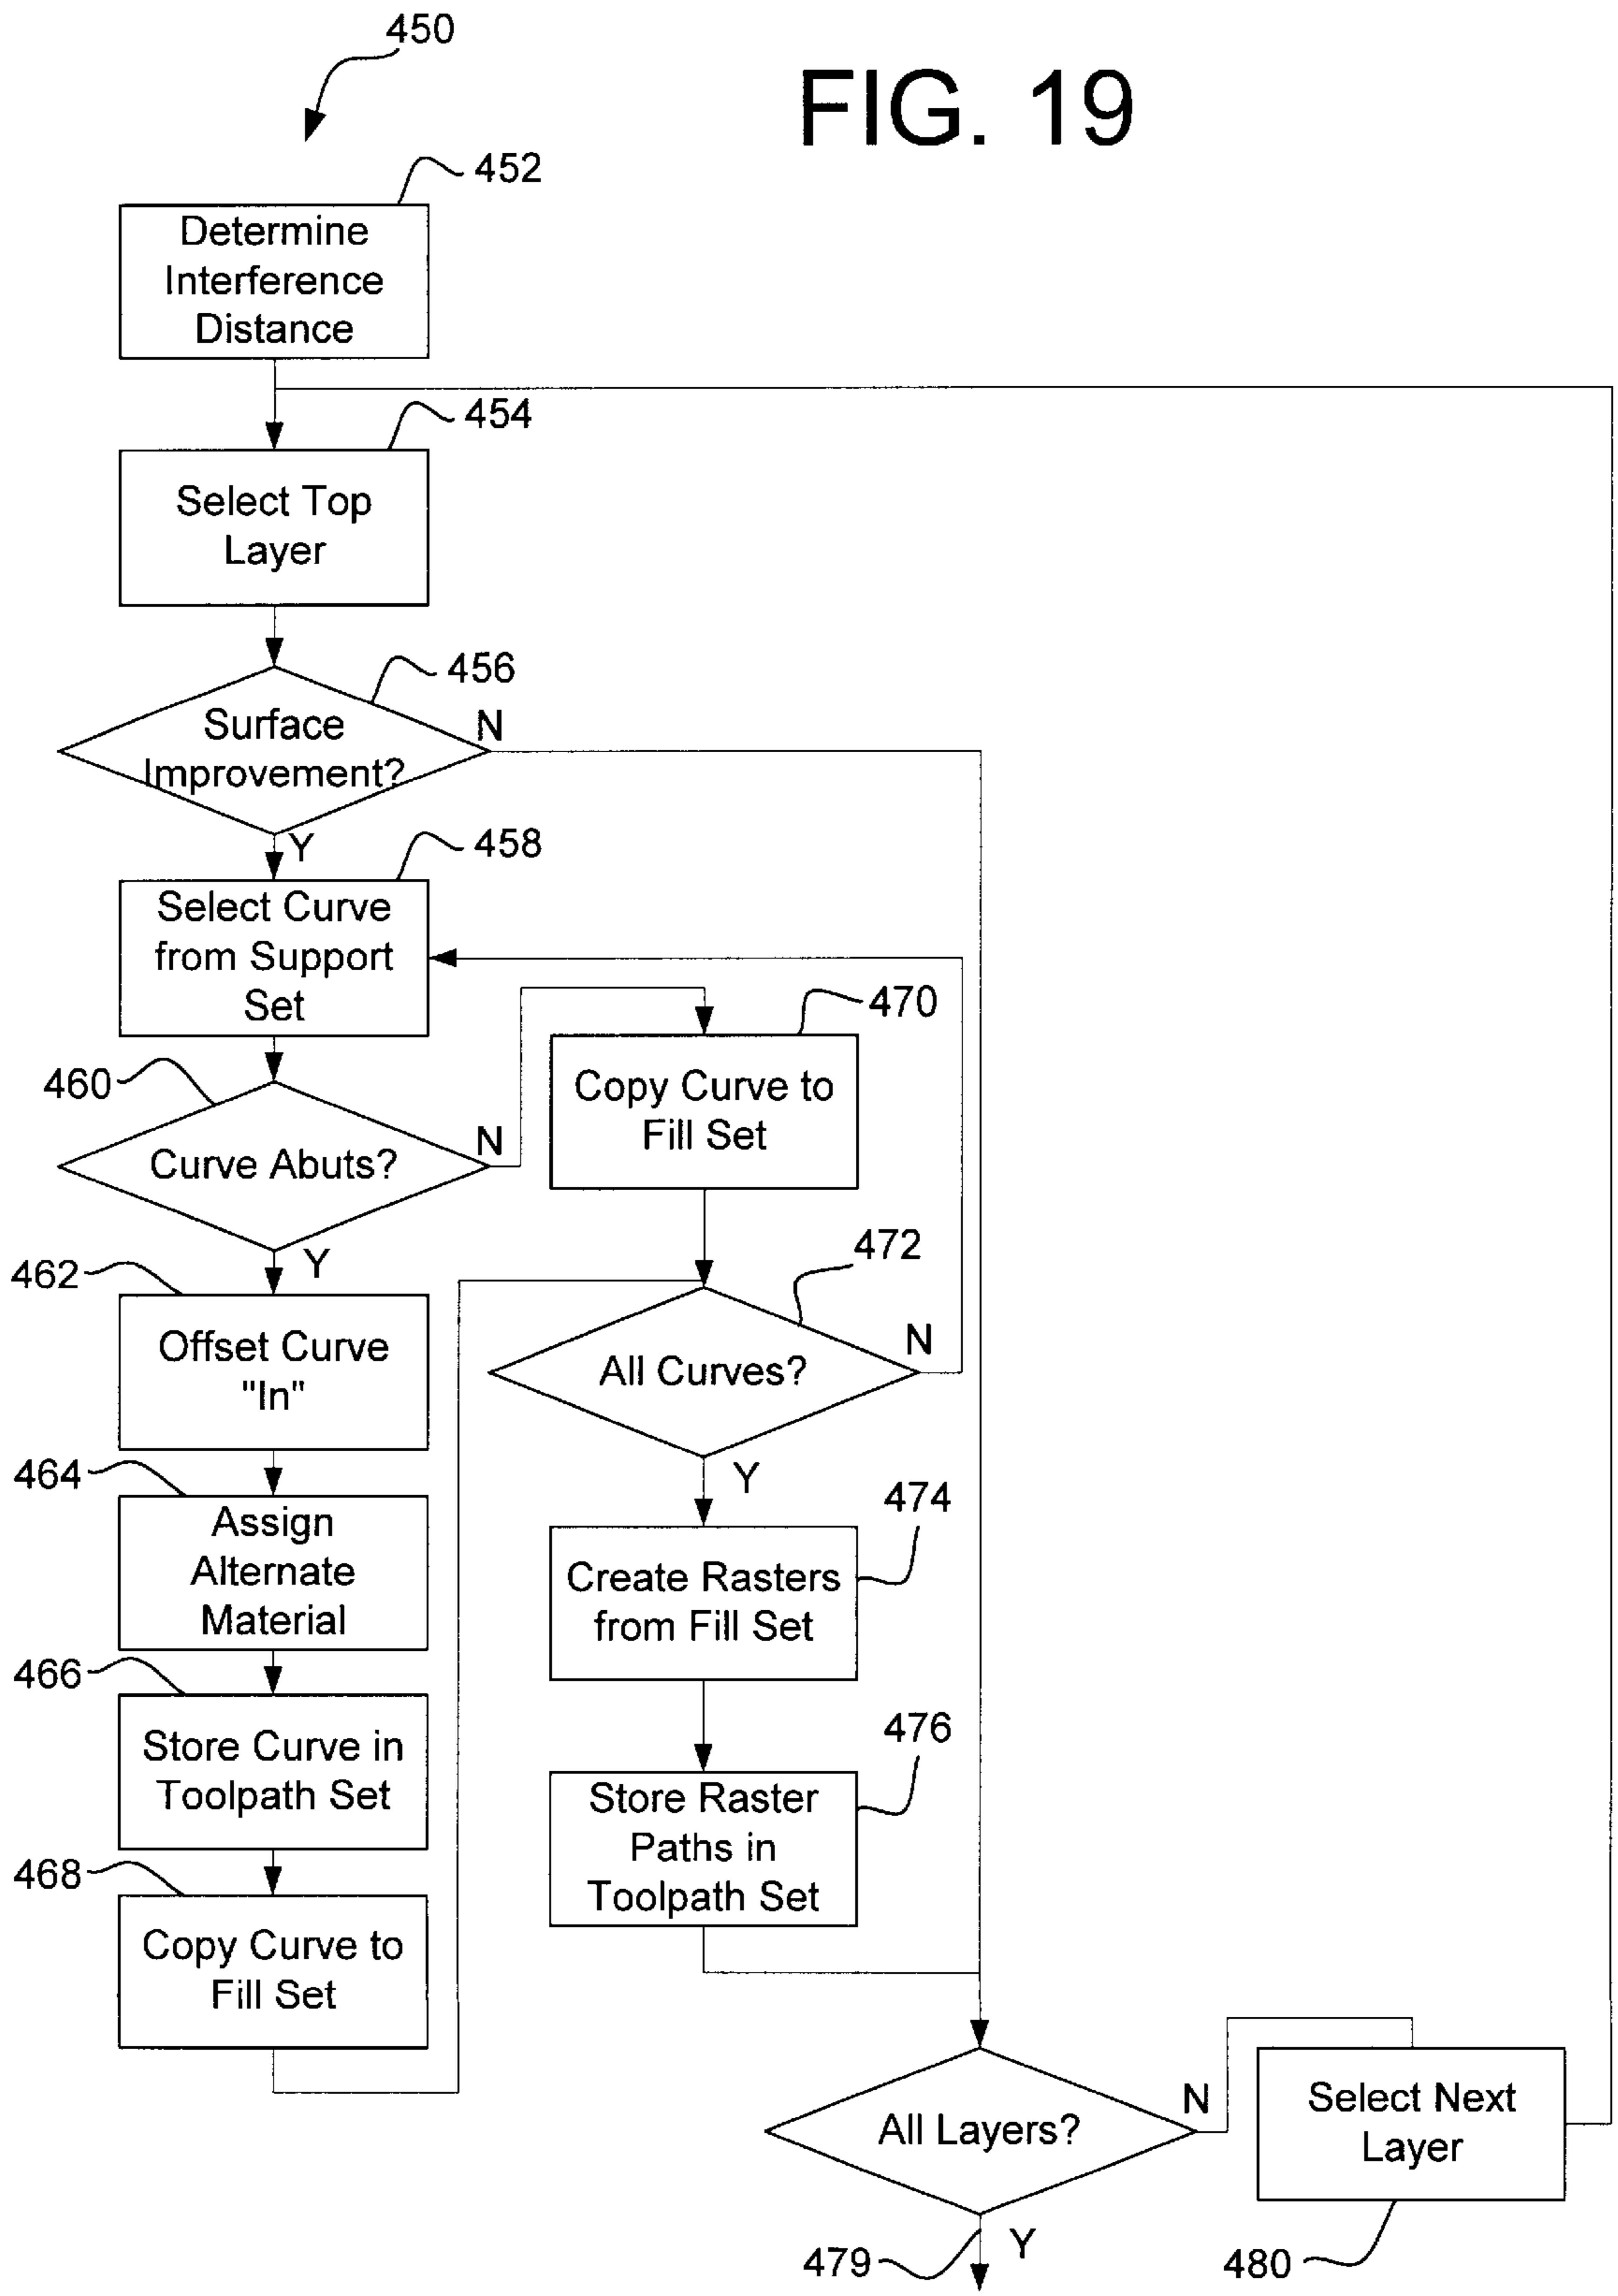 450
FIG. 19
452
Determine
Interference
Distance
454
Select Top
Layer
456
Surface
Improvement?
N
Y
458
Select Curve
from Support
Set
460
Curve Abuts?
N
Y
470
Copy Curve to
Fill Set
462
Offset Curve
"In"
472
All Curves?
N
Y
464
Assign
Alternate
Material
474
Create Rasters
from Fill Set
466
Store Curve in
Toolpath Set
476
Store Raster
Paths in
Toolpath Set
468
Copy Curve to
Fill Set
All Layers?
N
Y
479
Select Next
Layer
480